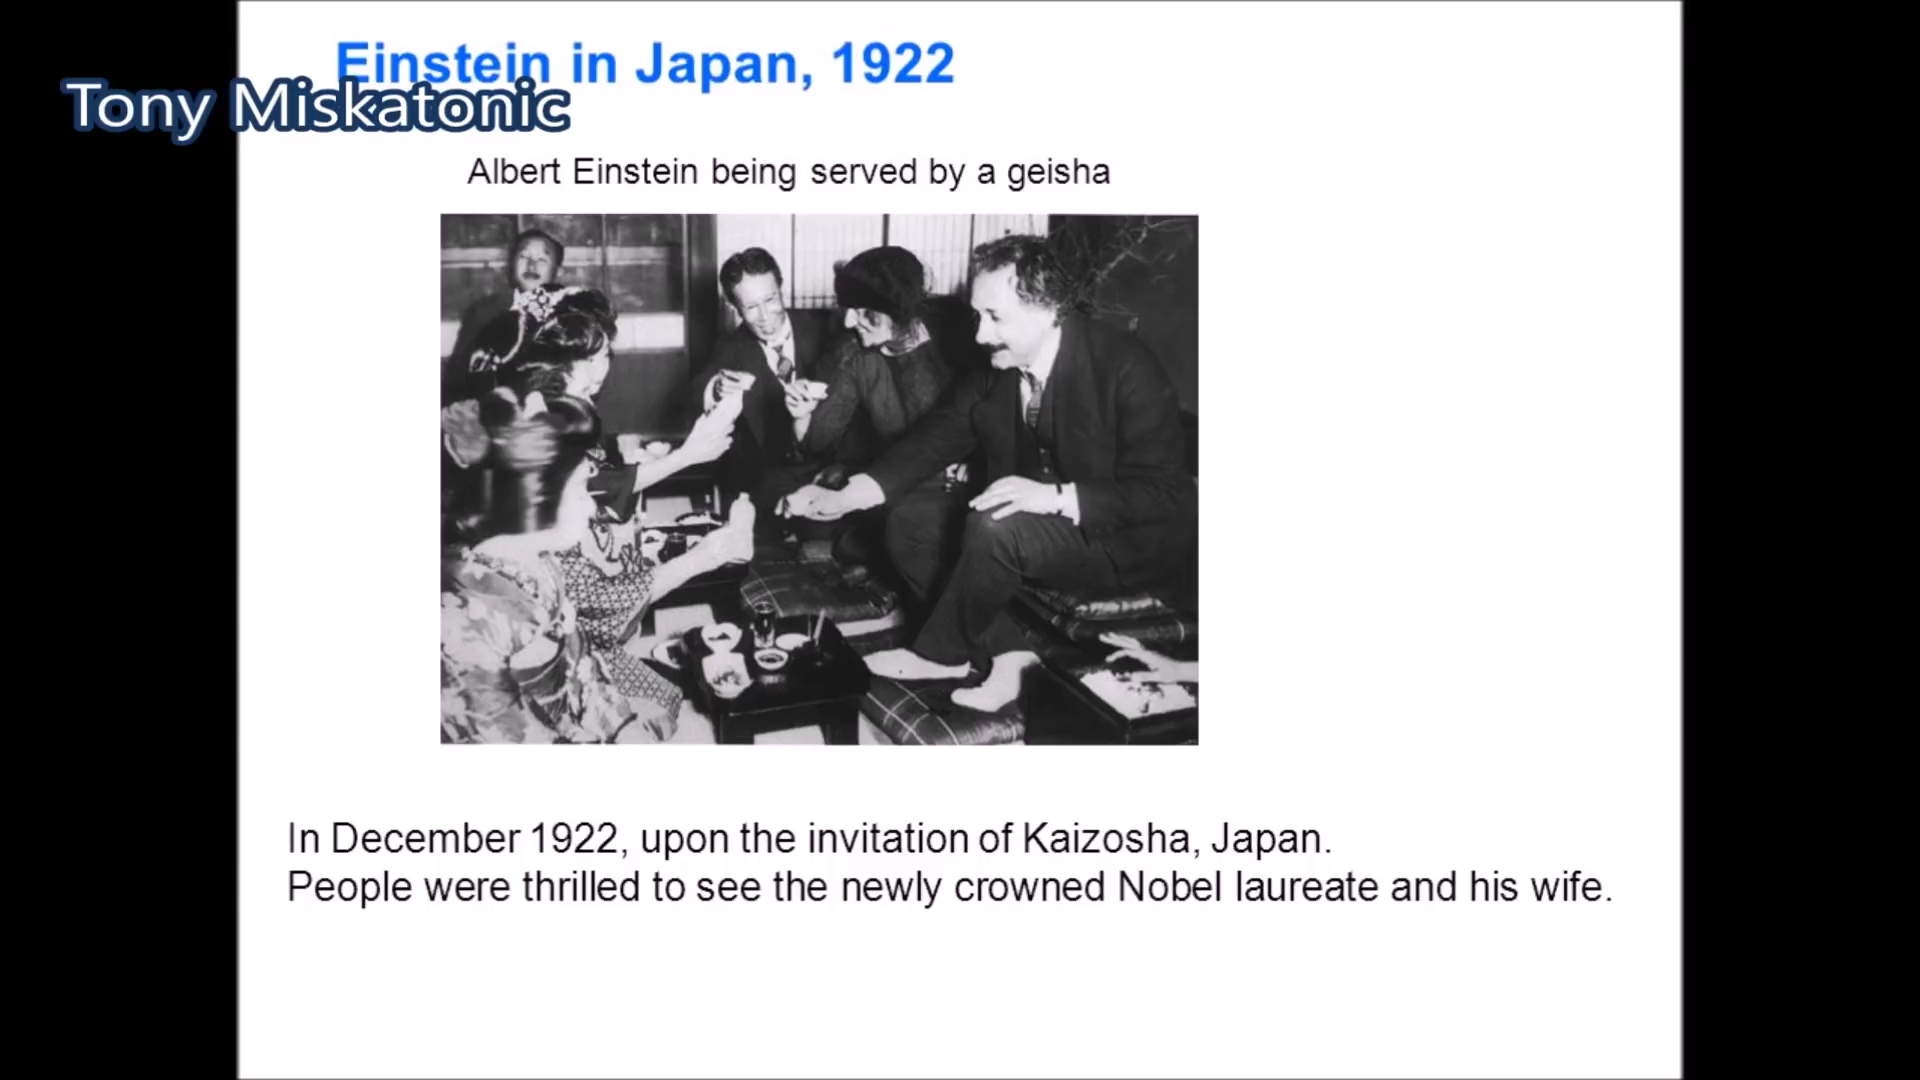 Einstein in Japan, 1922
Tony Miskatonic
Albert Einstein being served by a geisha
In December 1922, upon the invitation of Kaizosha, Japan.
People were thrilled to see the newly crowned Nobel laureate and his wife.